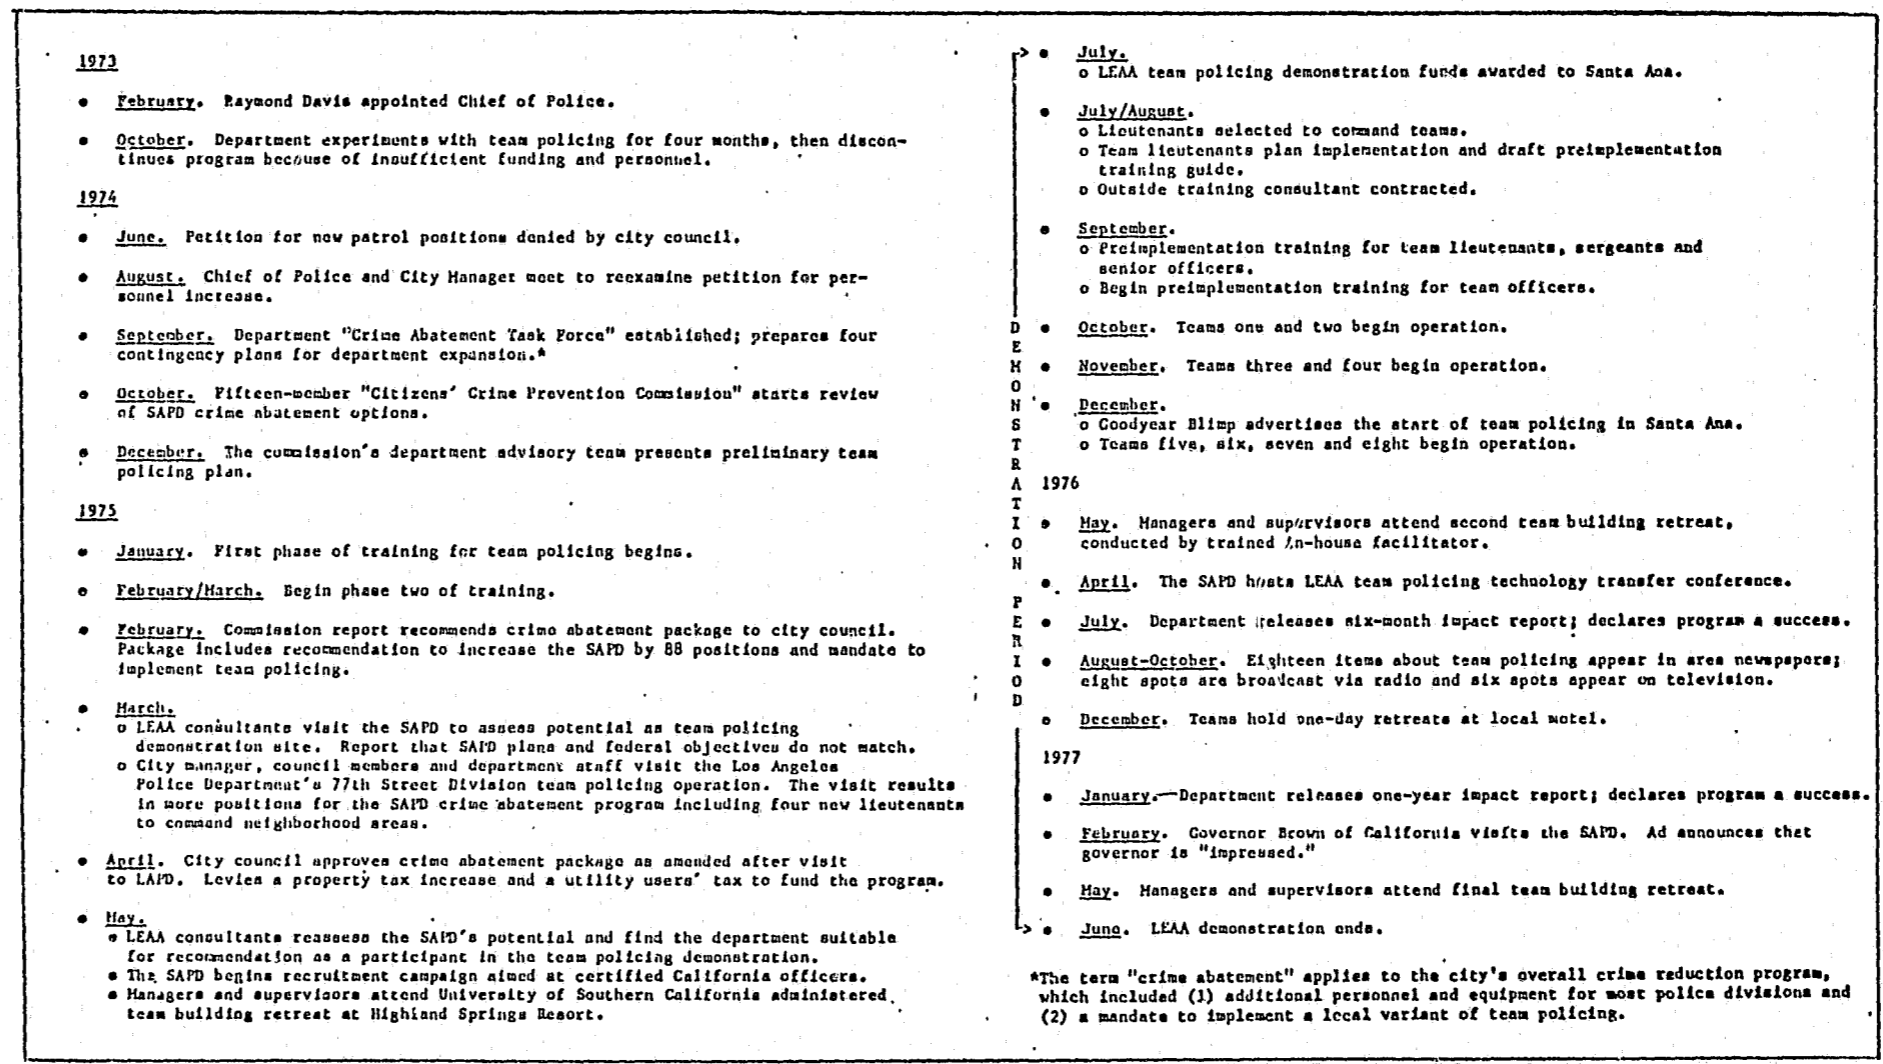 1973
• February. Raymond Davis appointed Chief of Police.
• October. Department experiments with team policing for four months, then discon-
tinues program because of insufficient funding and personnel.
1974
• June. Petition for new patrol positions denied by city council.
• August. Chief of Police and City Manager meet to reexamine petition for per-
sonnel increase.
• September. Department "Crime Abatement Task Force" established; prepares four
contingency plans for department expansion.*
• October. Fifteen-member "Citizens' Crime Prevention Commission" starts review
of SAPD crime abatement options.
• December. The commission's department advisory team presents preliminary team
policing plan.
1975
• January. First phase of training for team policing begins.
• February/March. Begin phase two of training.
• February. Commission report recommends crime abatement package to city council.
Package includes recommendation to increase the SAPD by 88 positions and mandate to
implement team policing.
• March.
o LEAA consultants visit the SAPD to assess potential as team policing
demonstration site. Report that SAPD plans and federal objectives do not match.
o City manager, council members and department staff visit the Los Angeles
Police Department's 77th Street Division team policing operation. The visit results
in more positions for the SAPD crime abatement program including four new lieutenants
to command neighborhood areas.
• April. City council approves crime abatement package as amended after visit
to LAPD. Levies a property tax increase and a utility users' tax to fund the program.
• May.
• LEAA consultants reassess the SAPD's potential and find the department suitable
for recommendation as a participant in the team policing demonstration.
• The SAPD begins recruitment campaign aimed at certified California officers.
• Managers and supervisors attend University of Southern California administered
team building retreat at Highland Springs Resort.
DEMONSTRATION PERIOD
• July.
o LEAA team policing demonstration funds awarded to Santa Ana.
• July/August.
o Lieutenants selected to command teams.
o Team lieutenants plan implementation and draft preimplementation
training guide.
o Outside training consultant contracted.
• September.
o Preimplementation training for team lieutenants, sergeants and
senior officers.
o Begin preimplementation training for team officers.
• October. Teams one and two begin operation.
• November. Teams three and four begin operation.
• December.
o Goodyear Blimp advertises the start of team policing in Santa Ana.
o Teams five, six, seven and eight begin operation.
1976
• May. Managers and supervisors attend second team building retreat,
conducted by trained in-house facilitator.
• April. The SAPD hosts LEAA team policing technology transfer conference.
• July. Department releases six-month impact report; declares program a success.
• August-October. Eighteen items about team policing appear in area newspapers;
eight spots are broadcast via radio and six spots appear on television.
• December. Teams hold one-day retreats at local motel.
1977
• January. Department releases one-year impact report; declares program a success.
• February. Governor Brown of California visits the SAPD. Ad announces that
governor is "impressed."
• May. Managers and supervisors attend final team building retreat.
• June. LEAA demonstration ends.
*The term "crime abatement" applies to the city's overall crime reduction program,
which included (1) additional personnel and equipment for most police divisions and
(2) a mandate to implement a local variant of team policing.